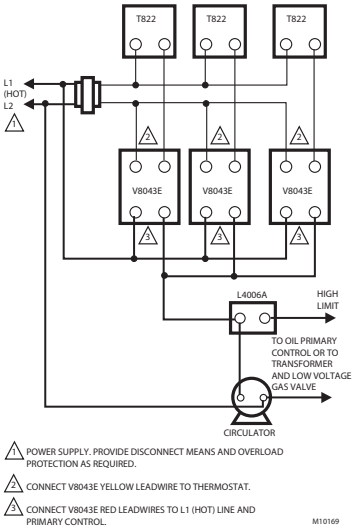 T822
T822
T822
L1
(HOT)
L2
1
2
2
2
V8043E
V8043E
V8043E
3
3
3
L4006A
HIGH
LIMIT
TO OIL PRIMARY
CONTROL OR TO
TRANSFORMER
AND LOW VOLTAGE
GAS VALVE
CIRCULATOR
1 POWER SUPPLY. PROVIDE DISCONNECT MEANS AND OVERLOAD
PROTECTION AS REQUIRED.
2 CONNECT V8043E YELLOW LEADWIRE TO THERMOSTAT.
3 CONNECT V8043E RED LEADWIRES TO L1 (HOT) LINE AND
PRIMARY CONTROL.
M10169